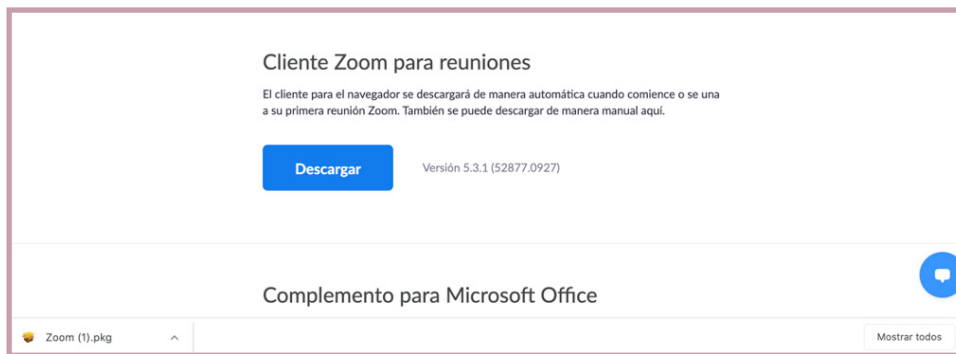 Cliente Zoom para reuniones
El cliente para el navegador se descargará de manera automática cuando comience o se una
a su primera reunión Zoom. También se puede descargar de manera manual aquí.
Descargar
Versión 5.3.1 (52877.0927)
Complemento para Microsoft Office
Zoom (1).pkg
Mostrar todos